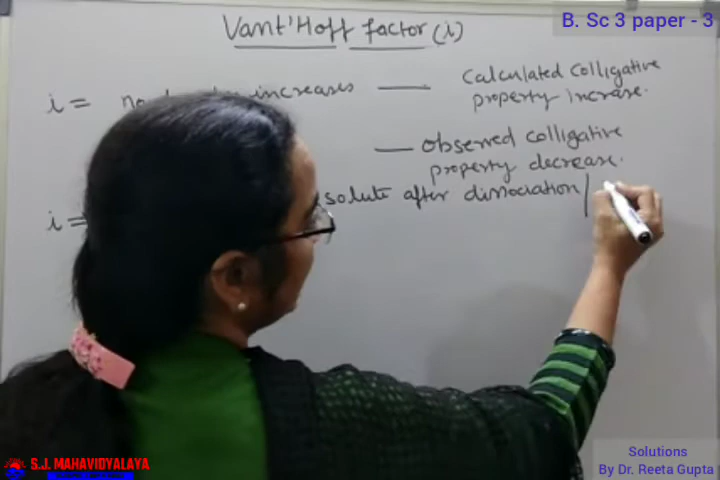 B. Sc 3 paper - 3
Vant'Hoff factor (i)
i = increases — Calculated Colligative
property increase.
— observed colligative
property decrease.
i = solute after dissociation /
Solutions
By Dr. Reeta Gupta
S.J. MAHAVIDYALAYA